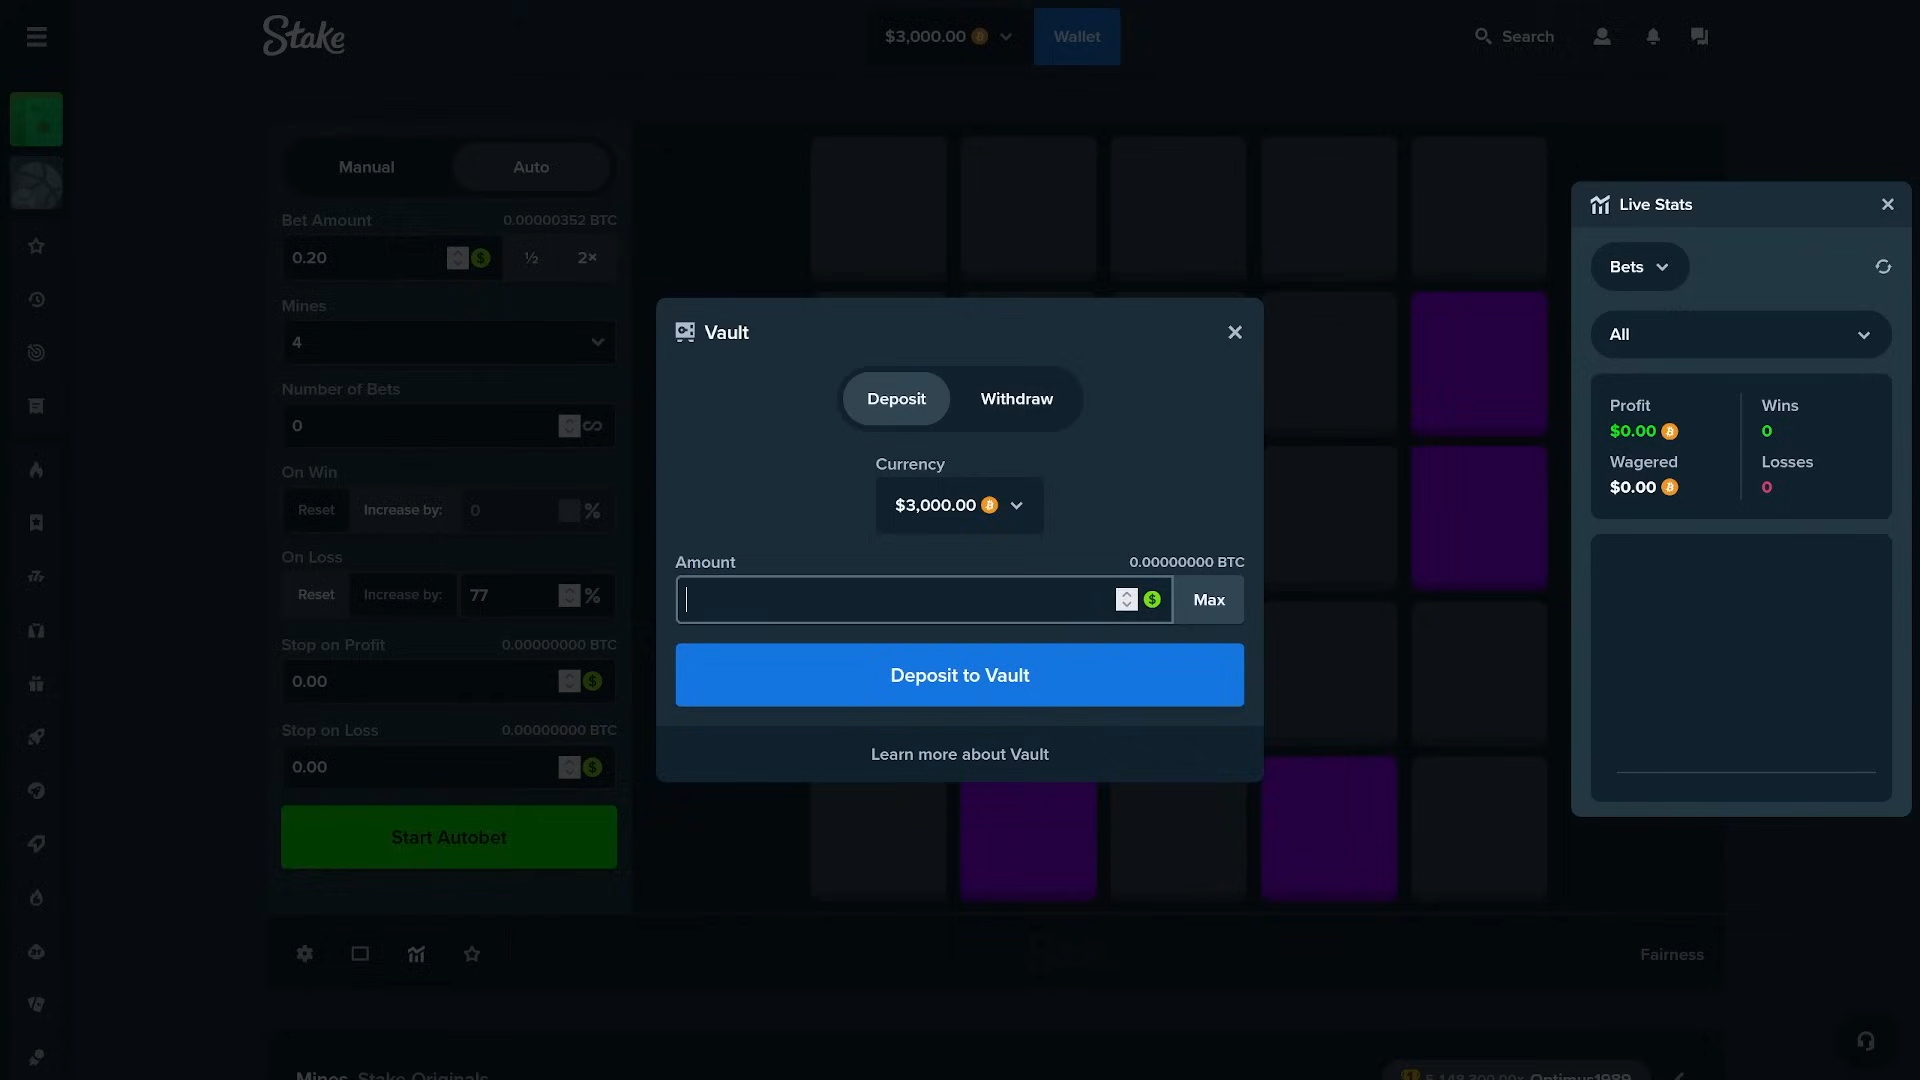 Stake
$3,000.00
Wallet
Search
Manual
Auto
Bet Amount
0.00000352 BTC
0.20
½
2×
Mines
4
Number of Bets
0
On Win
Reset
Increase by:
0
%
On Loss
Reset
Increase by:
77
%
Stop on Profit
0.00000000 BTC
0.00
Stop on Loss
0.00000000 BTC
0.00
Start Autobet
Vault
Deposit
Withdraw
Currency
$3,000.00
Amount
0.00000000 BTC
Max
Deposit to Vault
Learn more about Vault
Live Stats
Bets
All
Profit
$0.00
Wins
0
Wagered
$0.00
Losses
0
Fairness
Mines Stake Originals
Optimus1989